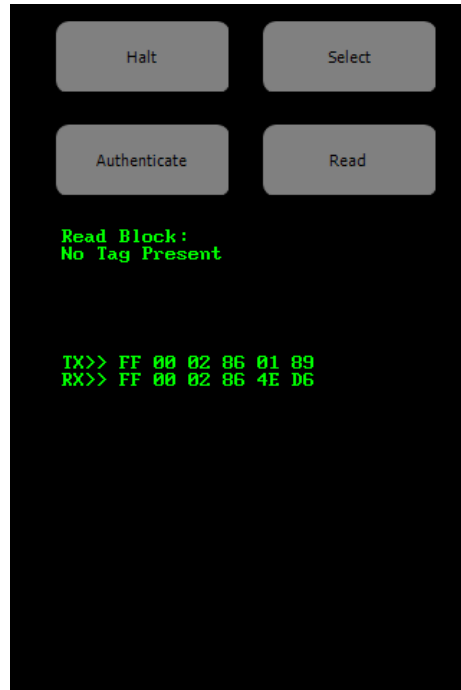 Halt
Select
Authenticate
Read
Read Block:
No Tag Present
TX>> FF 00 02 86 01 89
RX>> FF 00 02 86 4E D6